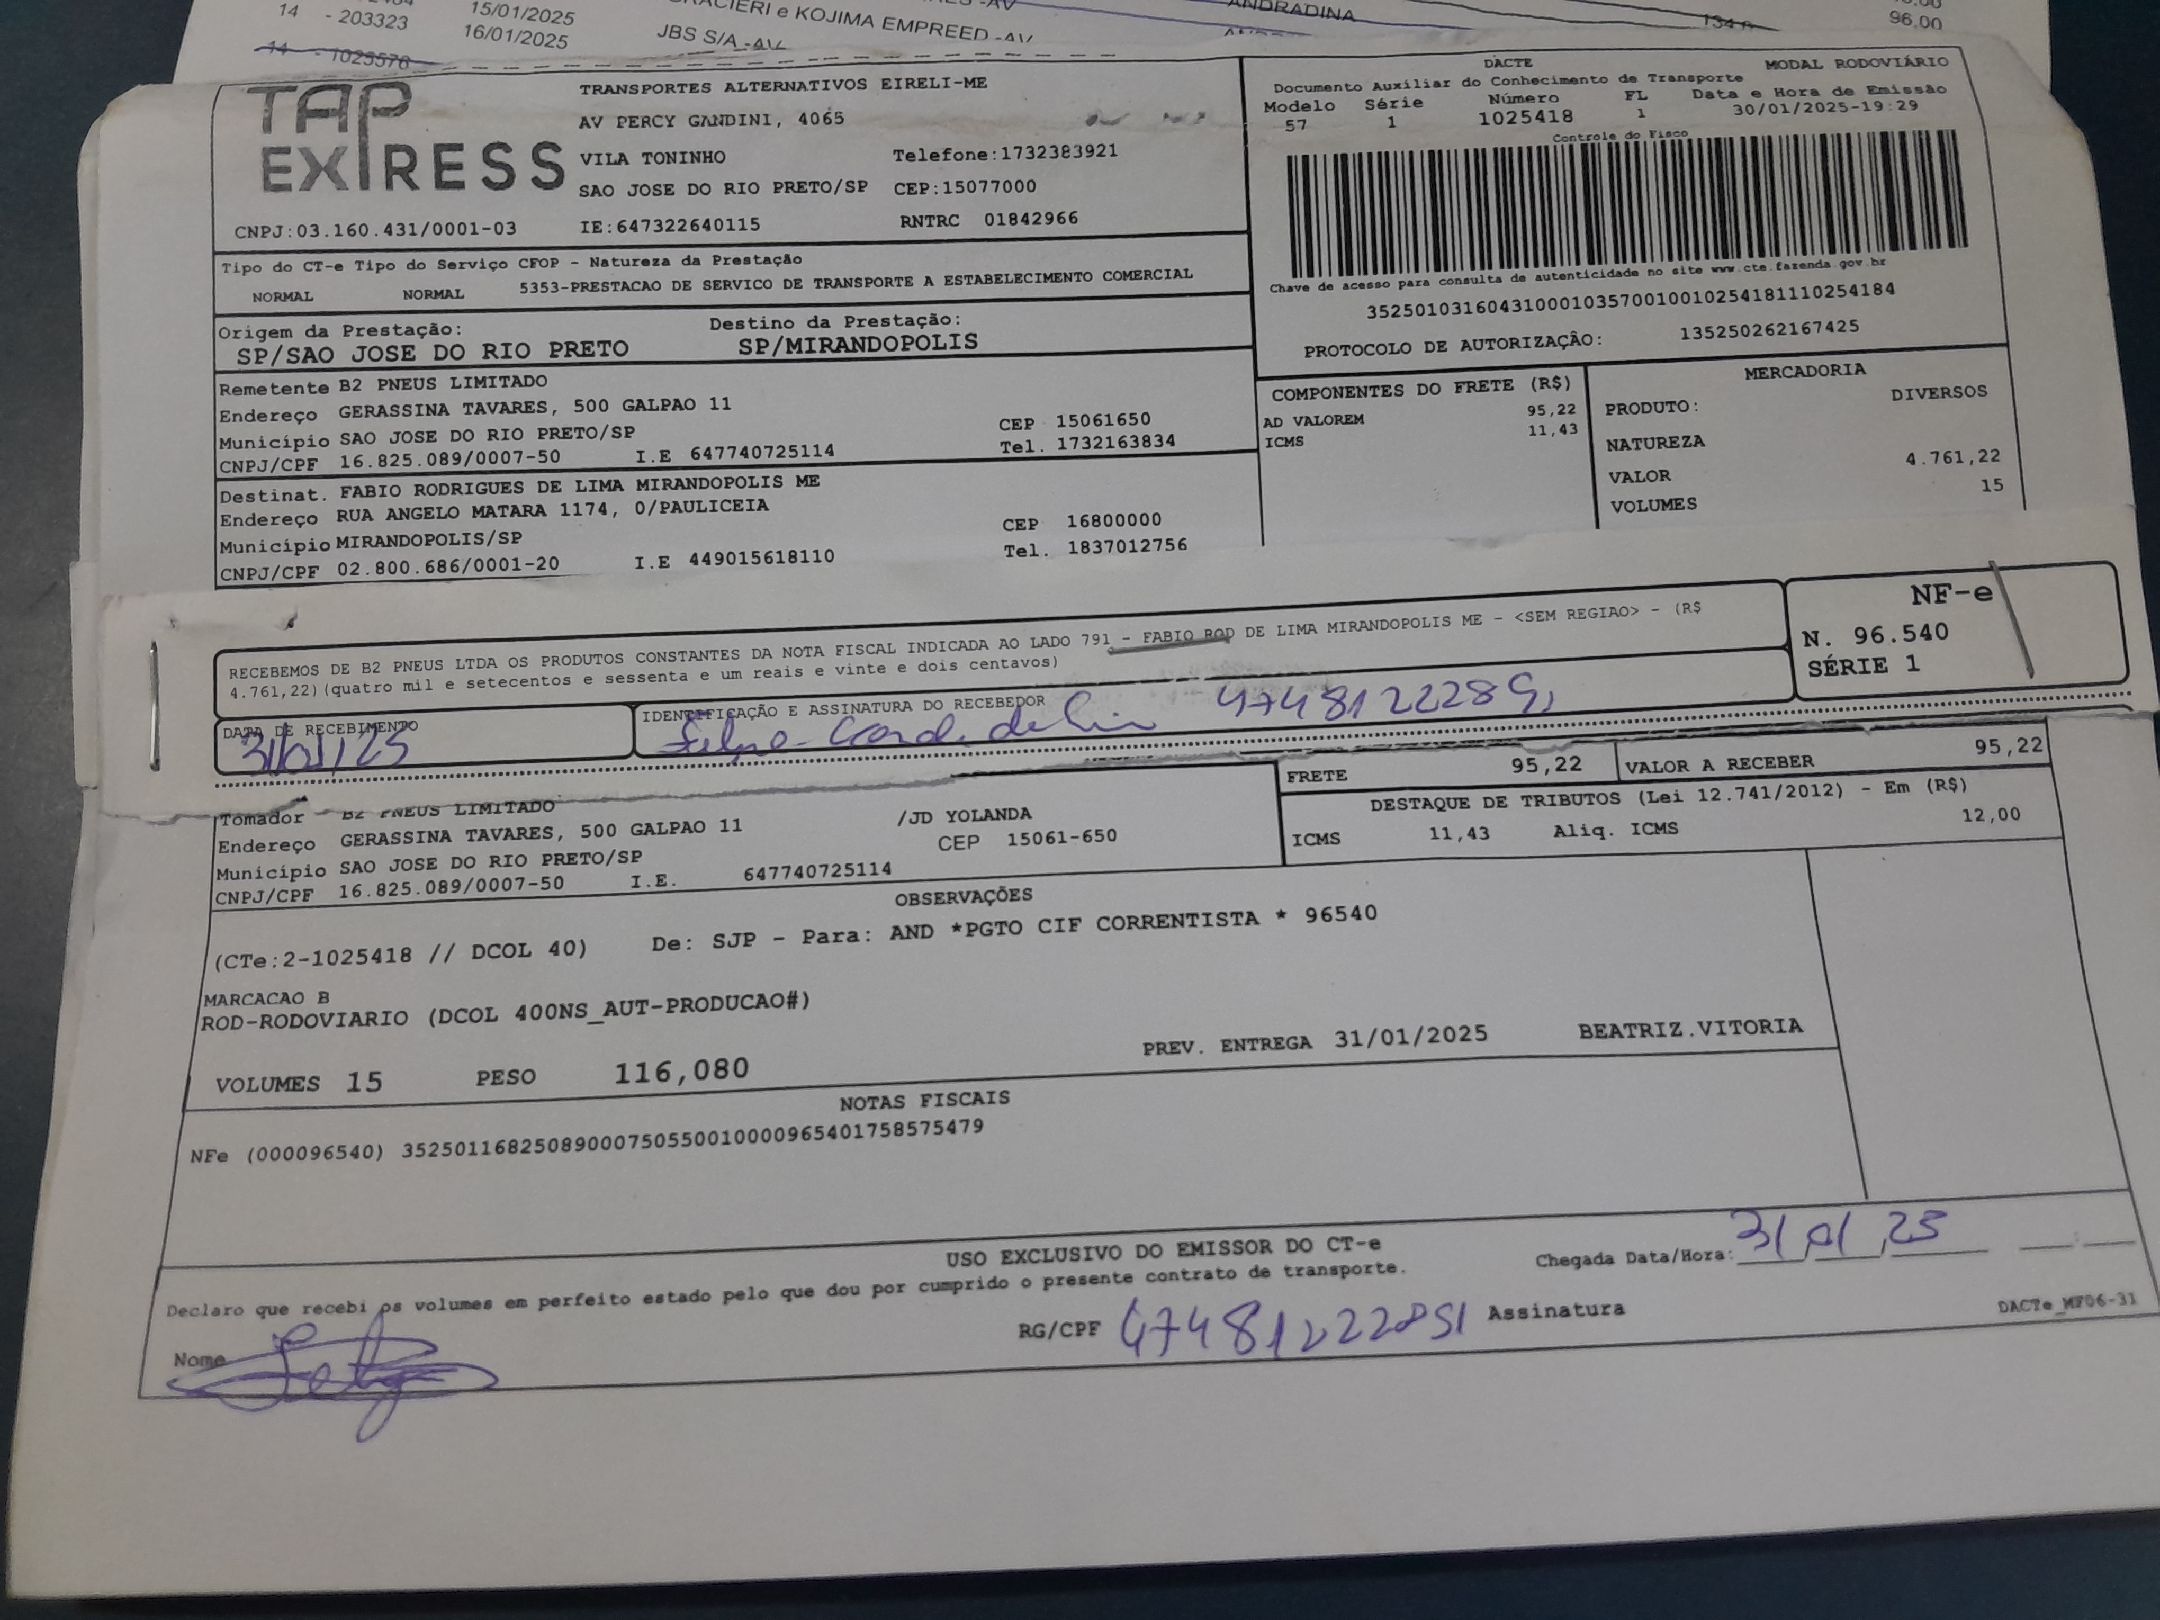 14 - 203323 15/01/2025 e KOJIMA EMPREED -AV ANDRADINA 96,00
14 - 1023576 16/01/2025 JBS S/A -AV
TAP EXPRESS
TRANSPORTES ALTERNATIVOS EIRELI-ME
AV PERCY GANDINI, 4065
VILA TONINHO Telefone:1732383921
SAO JOSE DO RIO PRETO/SP CEP:15077000
CNPJ:03.160.431/0001-03 IE:647322640115 RNTRC 01842966
DACTE MODAL RODOVIÁRIO
Documento Auxiliar do Conhecimento de Transporte
Modelo Série Número FL Data e Hora de Emissão
57 1 1025418 1 30/01/2025-19:29
Controle do Fisco
Chave de acesso para consulta de autenticidade no site www.cte.fazenda.gov.br
35250103160431000103570010010254181110254184
PROTOCOLO DE AUTORIZAÇÃO: 135250262167425
Tipo do CT-e Tipo do Serviço CFOP - Natureza da Prestação
NORMAL NORMAL 5353-PRESTACAO DE SERVICO DE TRANSPORTE A ESTABELECIMENTO COMERCIAL
Origem da Prestação: Destino da Prestação:
SP/SAO JOSE DO RIO PRETO SP/MIRANDOPOLIS
Remetente B2 PNEUS LIMITADO
Endereço GERASSINA TAVARES, 500 GALPAO 11
Município SAO JOSE DO RIO PRETO/SP CEP 15061650
CNPJ/CPF 16.825.089/0007-50 I.E 647740725114 Tel. 1732163834
Destinat. FABIO RODRIGUES DE LIMA MIRANDOPOLIS ME
Endereço RUA ANGELO MATARA 1174, 0/PAULICEIA
Município MIRANDOPOLIS/SP CEP 16800000
CNPJ/CPF 02.800.686/0001-20 I.E 449015618110 Tel. 1837012756
COMPONENTES DO FRETE (R$)
AD VALOREM 95,22
ICMS 11,43
MERCADORIA
PRODUTO: DIVERSOS
NATUREZA
VALOR 4.761,22
VOLUMES 15
RECEBEMOS DE B2 PNEUS LTDA OS PRODUTOS CONSTANTES DA NOTA FISCAL INDICADA AO LADO 791 - FABIO ROD DE LIMA MIRANDOPOLIS ME - <SEM REGIAO> - (R$
4.761,22)(quatro mil e setecentos e sessenta e um reais e vinte e dois centavos)
NF-e
N. 96.540
SÉRIE 1
DATA DE RECEBIMENTO IDENTIFICAÇÃO E ASSINATURA DO RECEBEDOR
31/01/25
FRETE 95,22 VALOR A RECEBER 95,22
DESTAQUE DE TRIBUTOS (Lei 12.741/2012) - Em (R$)
ICMS 11,43 Aliq. ICMS 12,00
Tomador B2 PNEUS LIMITADO
Endereço GERASSINA TAVARES, 500 GALPAO 11 /JD YOLANDA
Município SAO JOSE DO RIO PRETO/SP CEP 15061-650
CNPJ/CPF 16.825.089/0007-50 I.E. 647740725114
OBSERVAÇÕES
(CTe:2-1025418 // DCOL 40) De: SJP - Para: AND *PGTO CIF CORRENTISTA * 96540
MARCACAO B
ROD-RODOVIARIO (DCOL 400NS_AUT-PRODUCAO#)
VOLUMES 15 PESO 116,080 PREV. ENTREGA 31/01/2025 BEATRIZ.VITORIA
NOTAS FISCAIS
NFe (000096540) 35250116825089000750550010000965401758575479
USO EXCLUSIVO DO EMISSOR DO CT-e
Declaro que recebi os volumes em perfeito estado pelo que dou por cumprido o presente contrato de transporte.
Chegada Data/Hora: 31/01/25
Nome RG/CPF Assinatura
DACTe_MF06-31